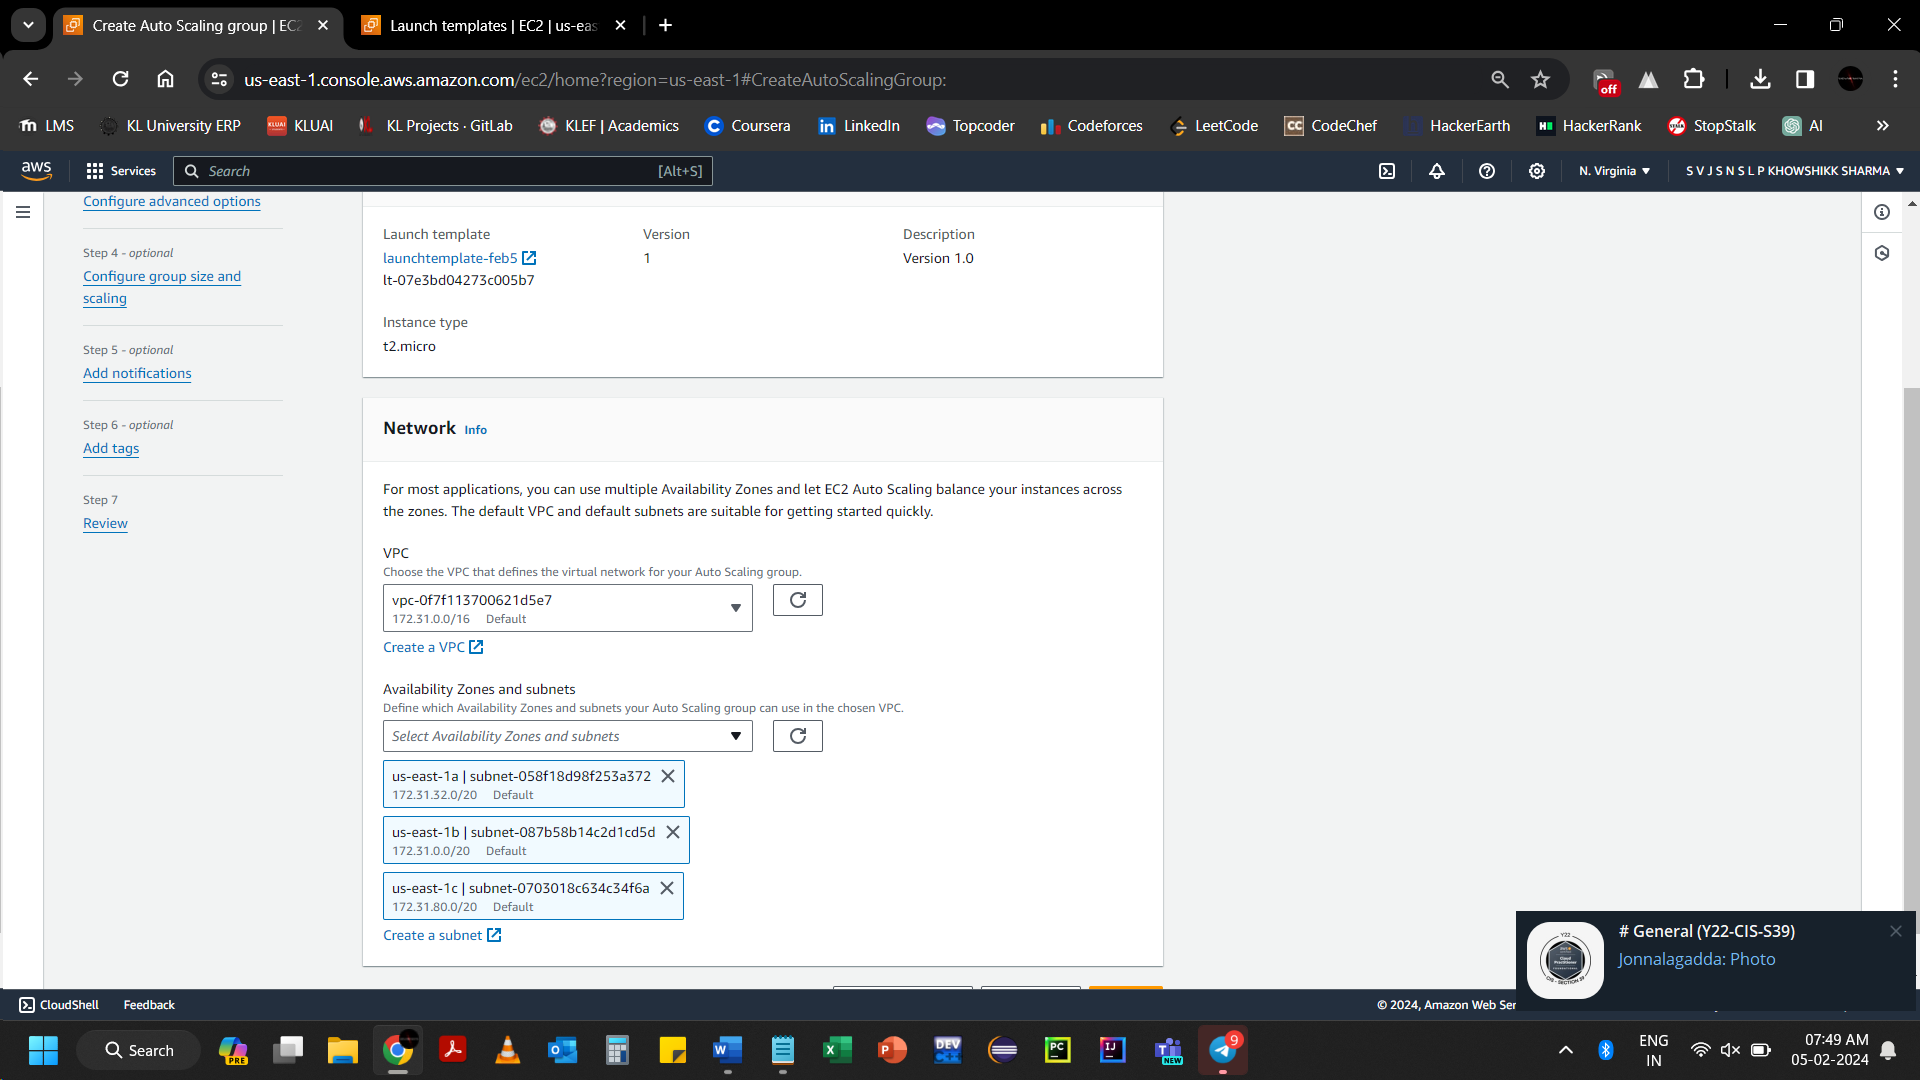 Create Auto Scaling group | EC2
Launch templates | EC2 | us-eas
us-east-1.console.aws.amazon.com/ec2/home?region=us-east-1#CreateAutoScalingGroup:
off
LMS
KL University ERP
KLUAI
KL Projects · GitLab
KLEF | Academics
Coursera
LinkedIn
Topcoder
Codeforces
LeetCode
CodeChef
HackerEarth
HackerRank
StopStalk
AI
aws
Services
Search
[Alt+S]
N. Virginia
S V J S N S L P KHOWSHIKK SHARMA
Configure advanced options
Step 4 - optional
Configure group size and
scaling
Step 5 - optional
Add notifications
Step 6 - optional
Add tags
Step 7
Review
Launch template
launchtemplate-feb5
lt-07e3bd04273c005b7
Version
1
Description
Version 1.0
Instance type
t2.micro
Network Info
For most applications, you can use multiple Availability Zones and let EC2 Auto Scaling balance your instances across
the zones. The default VPC and default subnets are suitable for getting started quickly.
VPC
Choose the VPC that defines the virtual network for your Auto Scaling group.
vpc-0f7f113700621d5e7
172.31.0.0/16 Default
Create a VPC
Availability Zones and subnets
Define which Availability Zones and subnets your Auto Scaling group can use in the chosen VPC.
Select Availability Zones and subnets
us-east-1a | subnet-058f18d98f253a372
172.31.32.0/20 Default
us-east-1b | subnet-087b58b14c2d1cd5d
172.31.0.0/20 Default
us-east-1c | subnet-0703018c634c34f6a
172.31.80.0/20 Default
Create a subnet
# General (Y22-CIS-S39)
Jonnalagadda: Photo
CloudShell
Feedback
© 2024, Amazon Web Ser
Search
PRE
DEV
C++
PC
IJ
NEW
9
ENG
IN
07:49 AM
05-02-2024